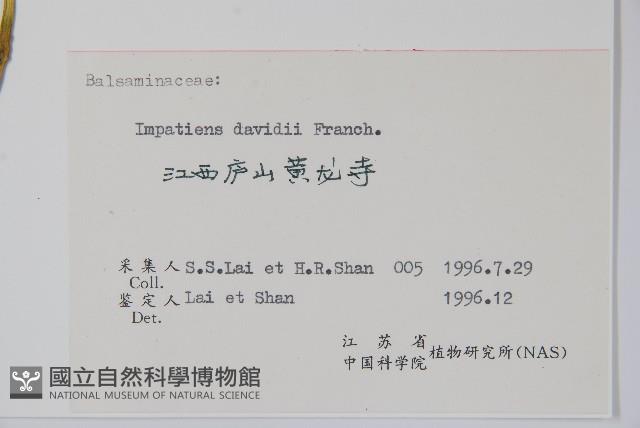 Balsaminaceae:
Impatiens davidii Franch.
江西庐山黄龙寺
采集人 S.S.Lai et H.R.Shan 005 1996.7.29
Coll.
鉴定人 Lai et Shan 1996.12
Det.
江苏省
中国科学院 植物研究所(NAS)
國立自然科學博物館
NATIONAL MUSEUM OF NATURAL SCIENCE